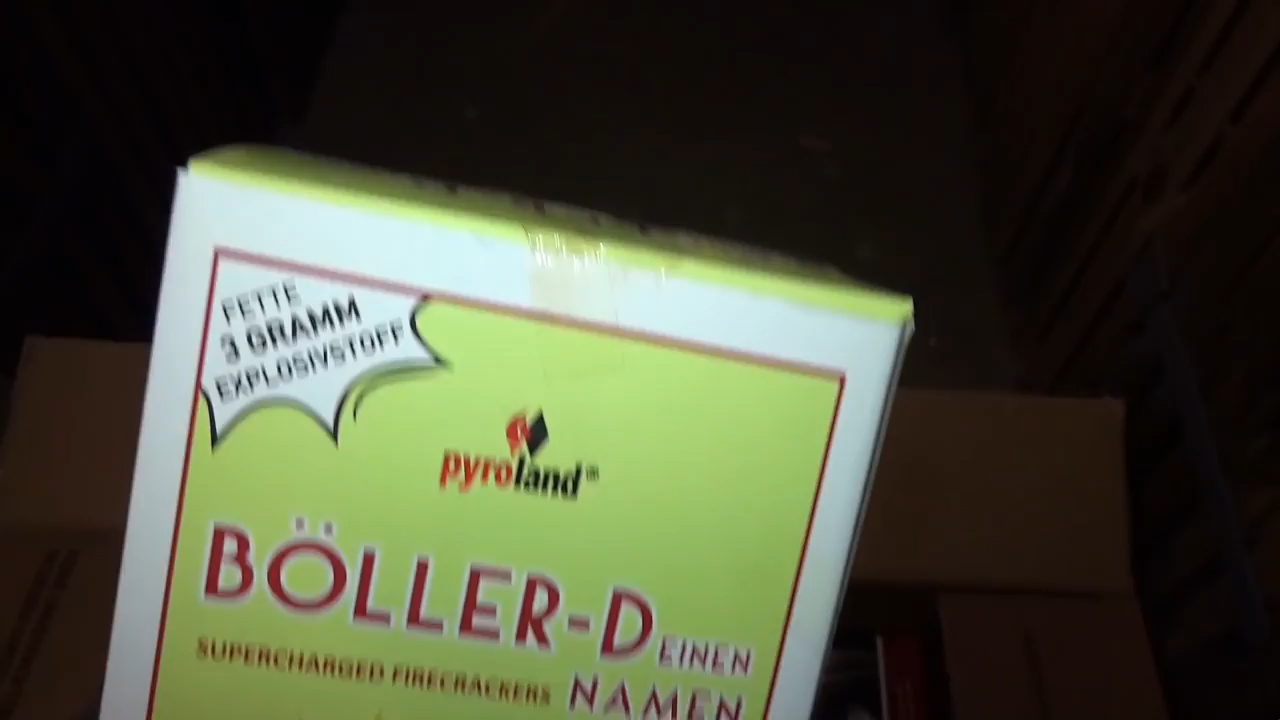 FETTE
3 GRAMM
EXPLOSIVSTOFF
pyroland®
BÖLLER-DEINEN
SUPERCHARGED FIRECRACKERS NAMEN